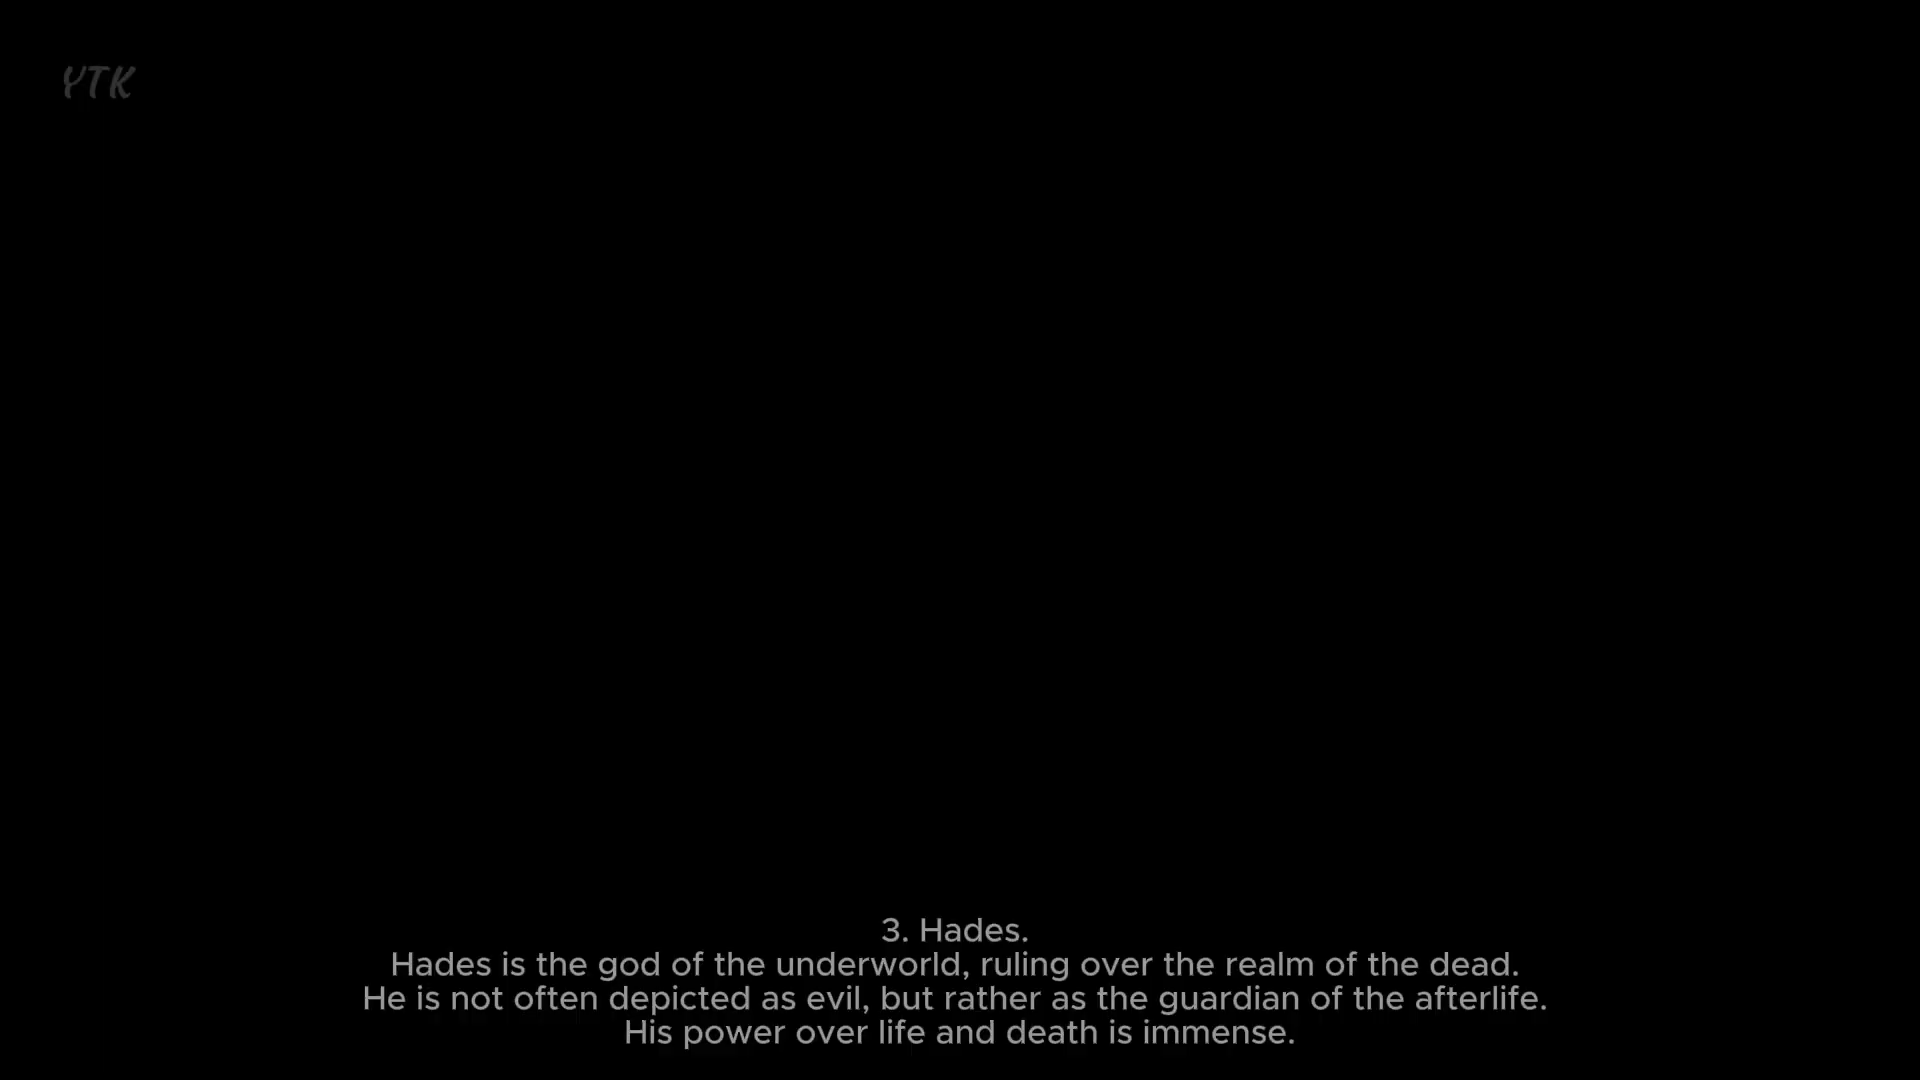 YTK
3. Hades.
Hades is the god of the underworld, ruling over the realm of the dead.
He is not often depicted as evil, but rather as the guardian of the afterlife.
His power over life and death is immense.